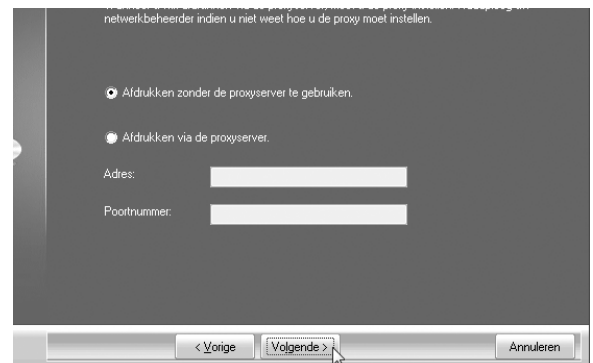 netwerkbeheerder indien u niet weet hoe u de proxy moet instellen.
Afdrukken zonder de proxyserver te gebruiken.
Afdrukken via de proxyserver.
Adres:
Poortnummer:
< Vorige
Volgende >
Annuleren